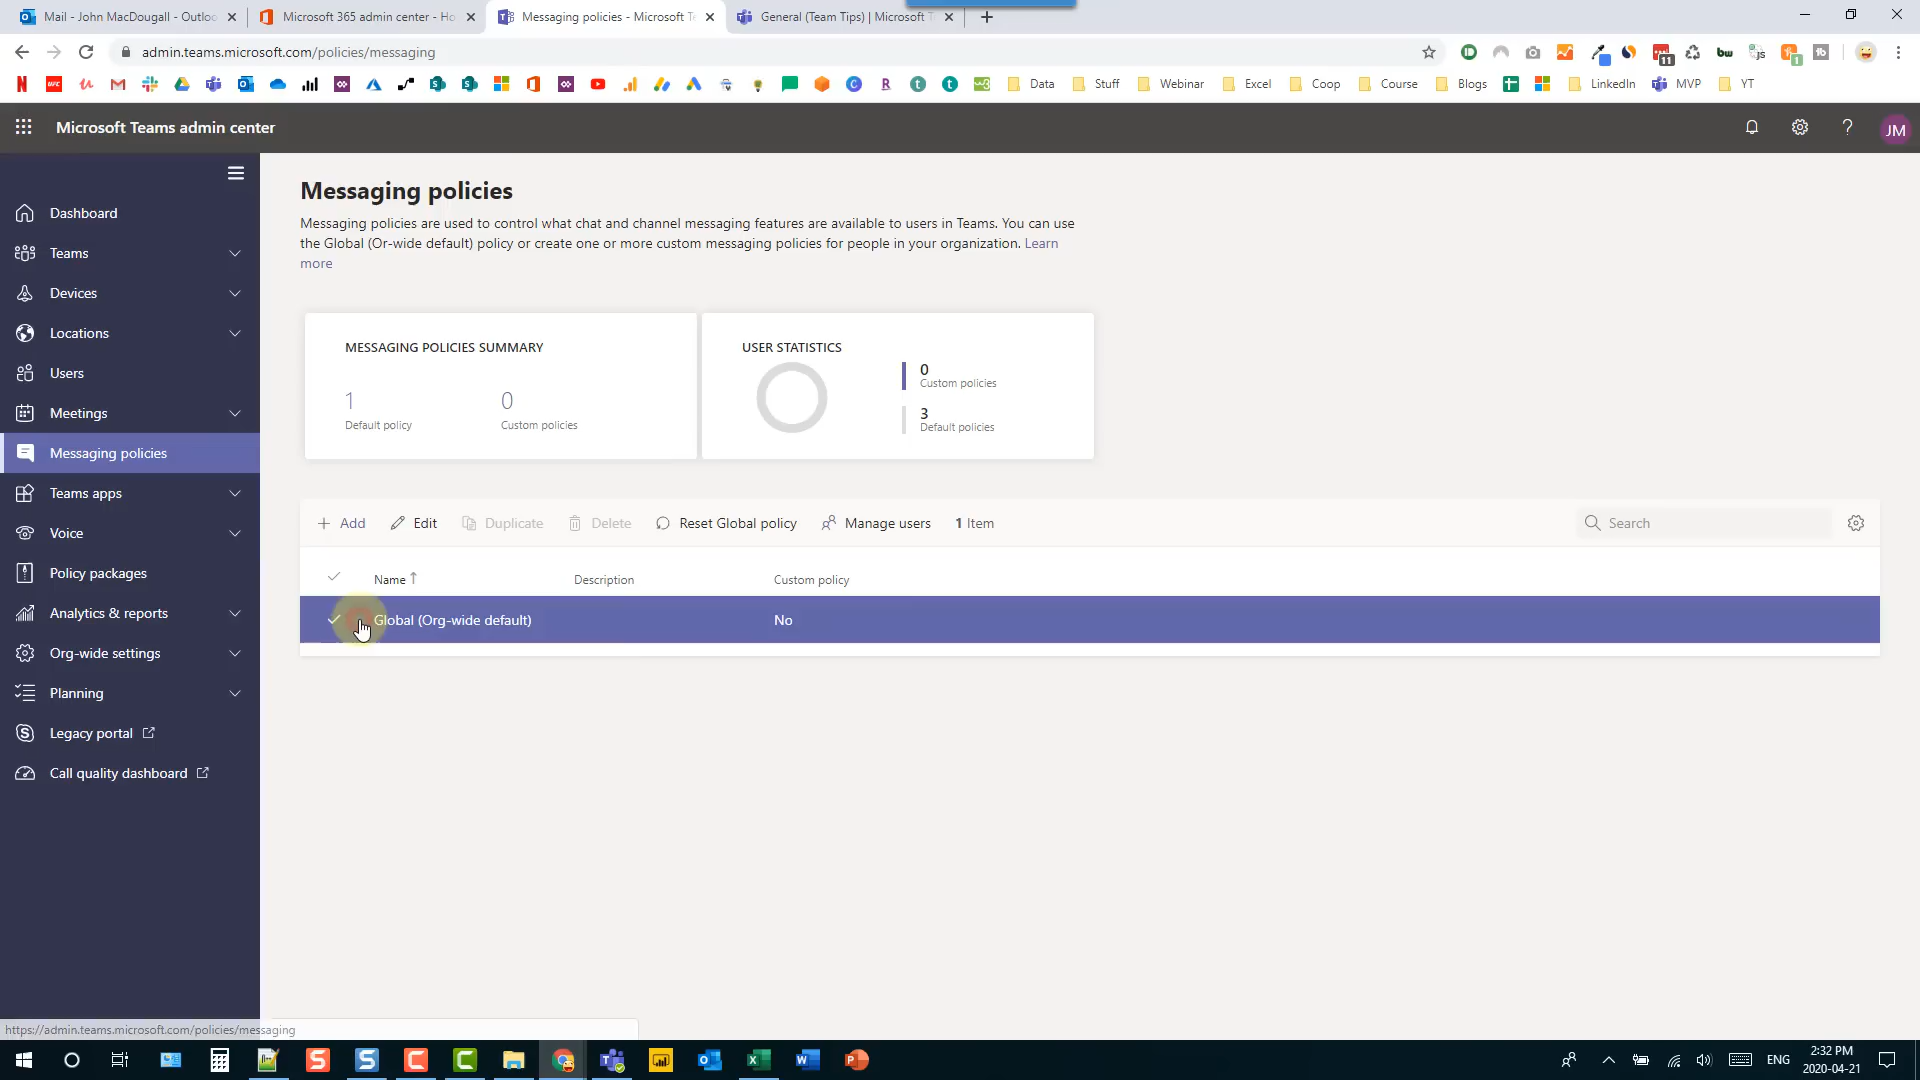 Mail - John MacDougall - Outloo
Microsoft 365 admin center - Ho
Messaging policies - Microsoft Te
General (Team Tips) | Microsoft T
admin.teams.microsoft.com/policies/messaging
Data
Stuff
Webinar
Excel
Coop
Course
Blogs
LinkedIn
MVP
YT
Microsoft Teams admin center
JM
Dashboard
Teams
Devices
Locations
Users
Meetings
Messaging policies
Teams apps
Voice
Policy packages
Analytics & reports
Org-wide settings
Planning
Legacy portal
Call quality dashboard
Messaging policies
Messaging policies are used to control what chat and channel messaging features are available to users in Teams. You can use
the Global (Or-wide default) policy or create one or more custom messaging policies for people in your organization. Learn
more
MESSAGING POLICIES SUMMARY
1
Default policy
0
Custom policies
USER STATISTICS
0
Custom policies
3
Default policies
Add
Edit
Duplicate
Delete
Reset Global policy
Manage users
1 Item
Search
Name
Description
Custom policy
Global (Org-wide default)
No
https://admin.teams.microsoft.com/policies/messaging
ENG
2:32 PM
2020-04-21